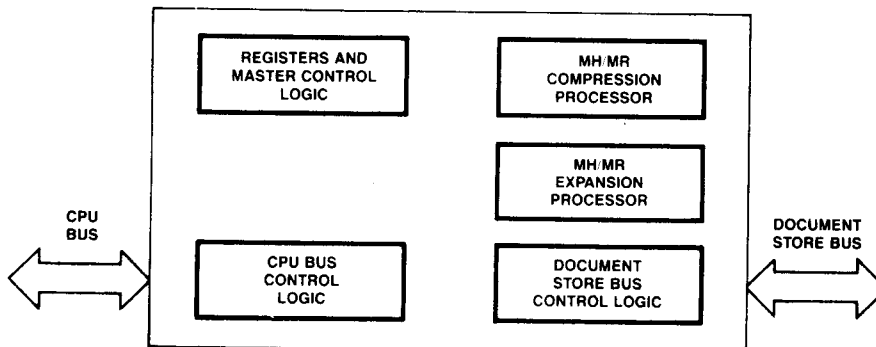 REGISTERS AND
MASTER CONTROL
LOGIC
MH/MR
COMPRESSION
PROCESSOR
MH/MR
EXPANSION
PROCESSOR
CPU
BUS
DOCUMENT
STORE BUS
CPU BUS
CONTROL
LOGIC
DOCUMENT
STORE BUS
CONTROL LOGIC